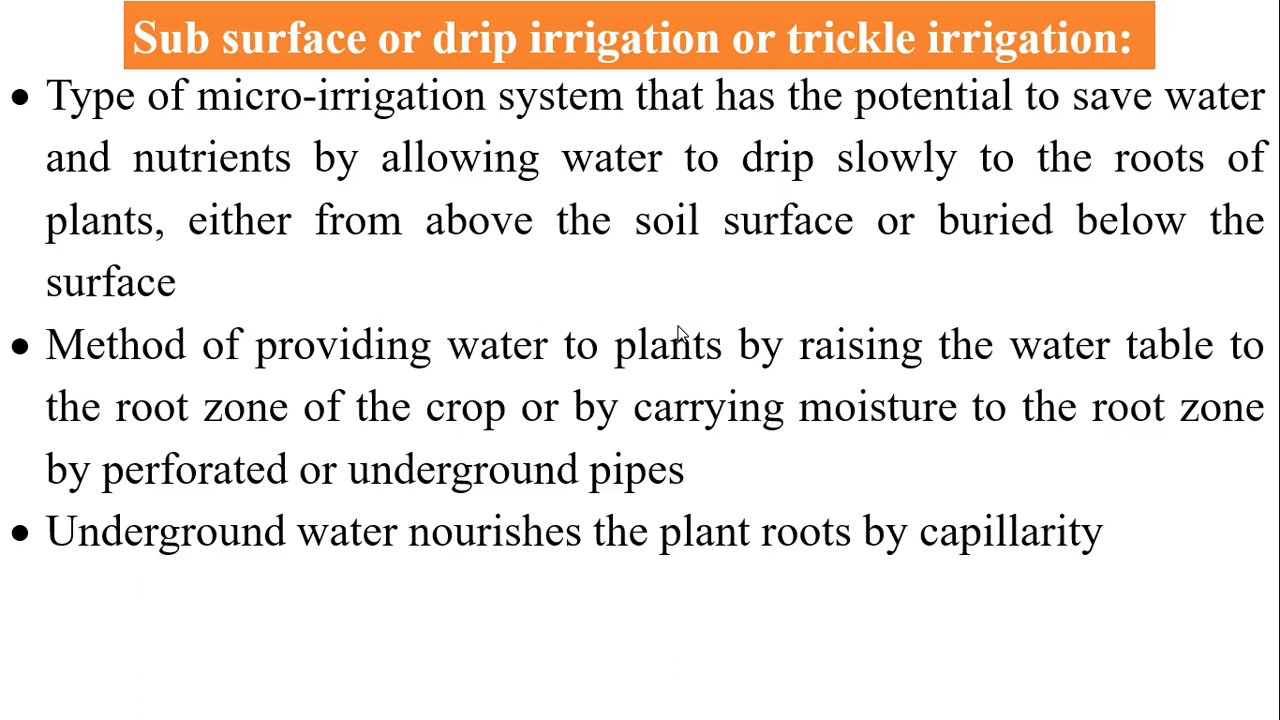 Sub surface or drip irrigation or trickle irrigation:
• Type of micro-irrigation system that has the potential to save water
and nutrients by allowing water to drip slowly to the roots of
plants, either from above the soil surface or buried below the
surface
• Method of providing water to plants by raising the water table to
the root zone of the crop or by carrying moisture to the root zone
by perforated or underground pipes
• Underground water nourishes the plant roots by capillarity